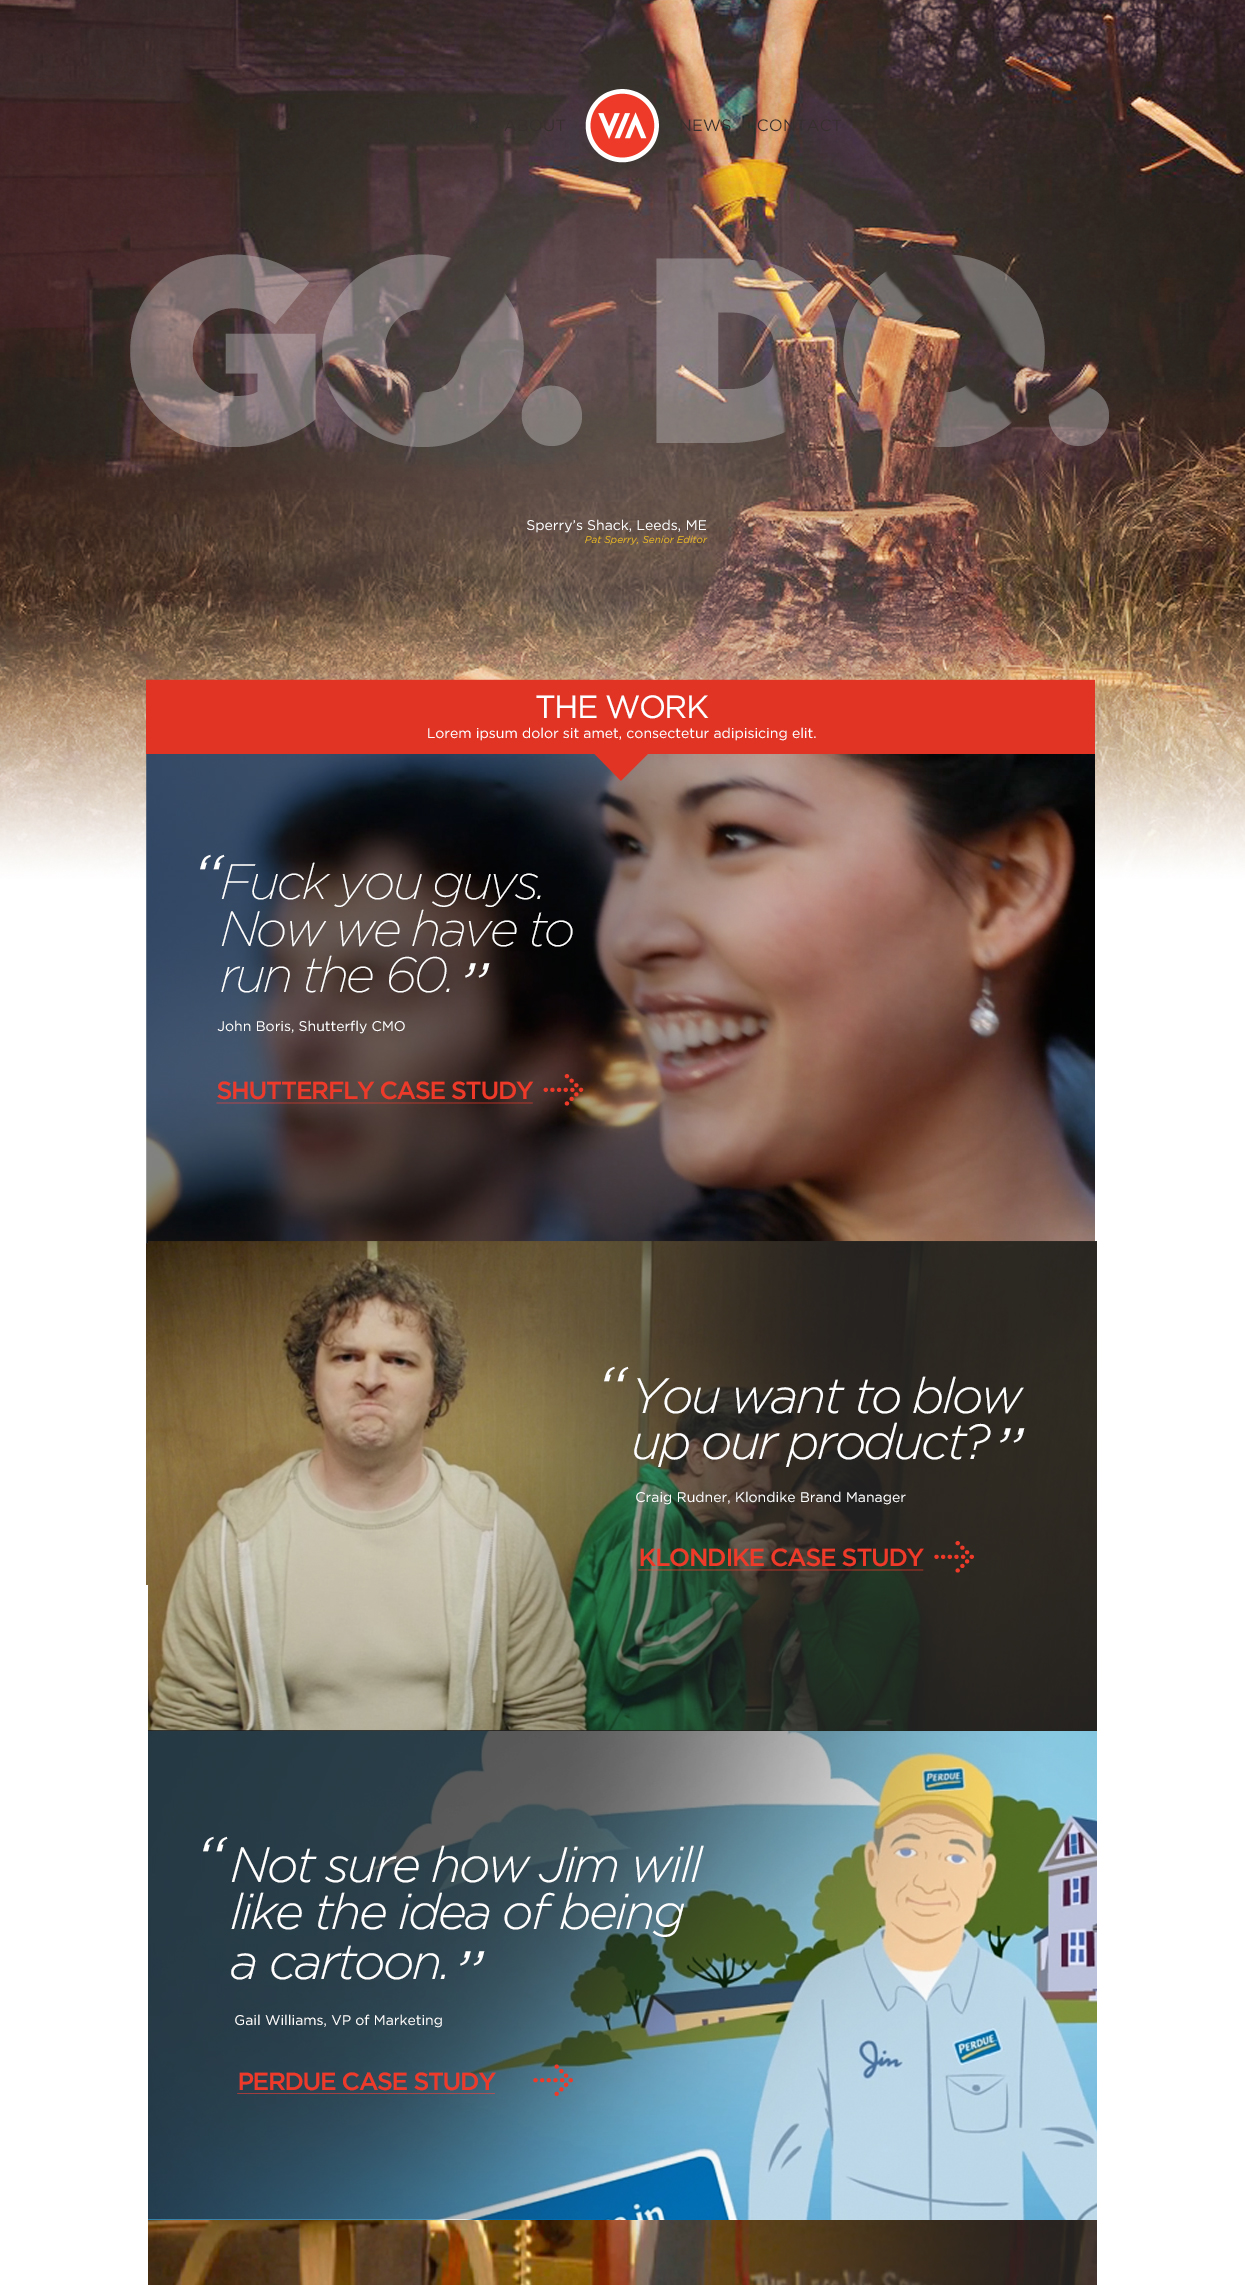 VIA
NEWS CONTACT
GO. DO.
Sperry's Shack, Leeds, ME
Pat Sperry, Senior Editor
THE WORK
Lorem ipsum dolor sit amet, consectetur adipisicing elit.
“Fuck you guys.
Now we have to
run the 60.”
John Boris, Shutterfly CMO
SHUTTERFLY CASE STUDY
“You want to blow
up our product?”
Craig Rudner, Klondike Brand Manager
KLONDIKE CASE STUDY
PERDUE
“Not sure how Jim will
like the idea of being
a cartoon.”
Gail Williams, VP of Marketing
Jim
PERDUE
PERDUE CASE STUDY
in